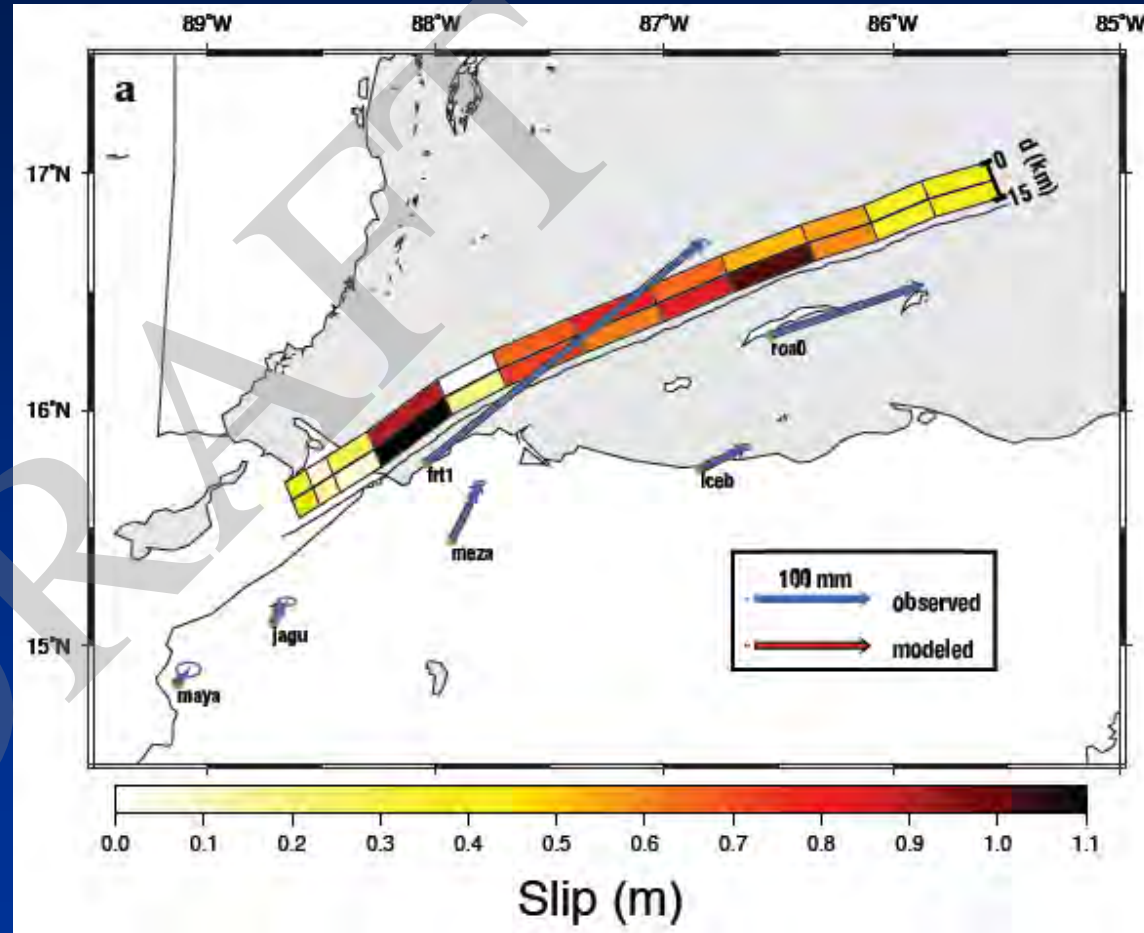 89°W 88°W 87°W 86°W 85°W
a
17°N
16°N
15°N
d (km)
0
15
roa0
frt1
lceb
meza
100 mm
observed
modeled
jagu
maya
DRAFT
0.0 0.1 0.2 0.3 0.4 0.5 0.6 0.7 0.8 0.9 1.0 1.1
Slip (m)